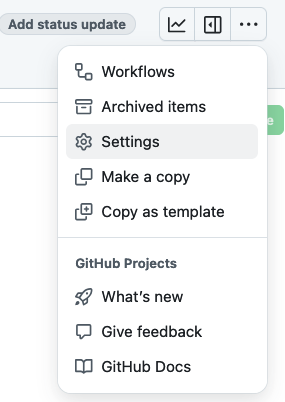 Add status update
Workflows
Archived items
Settings
Make a copy
Copy as template
GitHub Projects
What's new
Give feedback
GitHub Docs